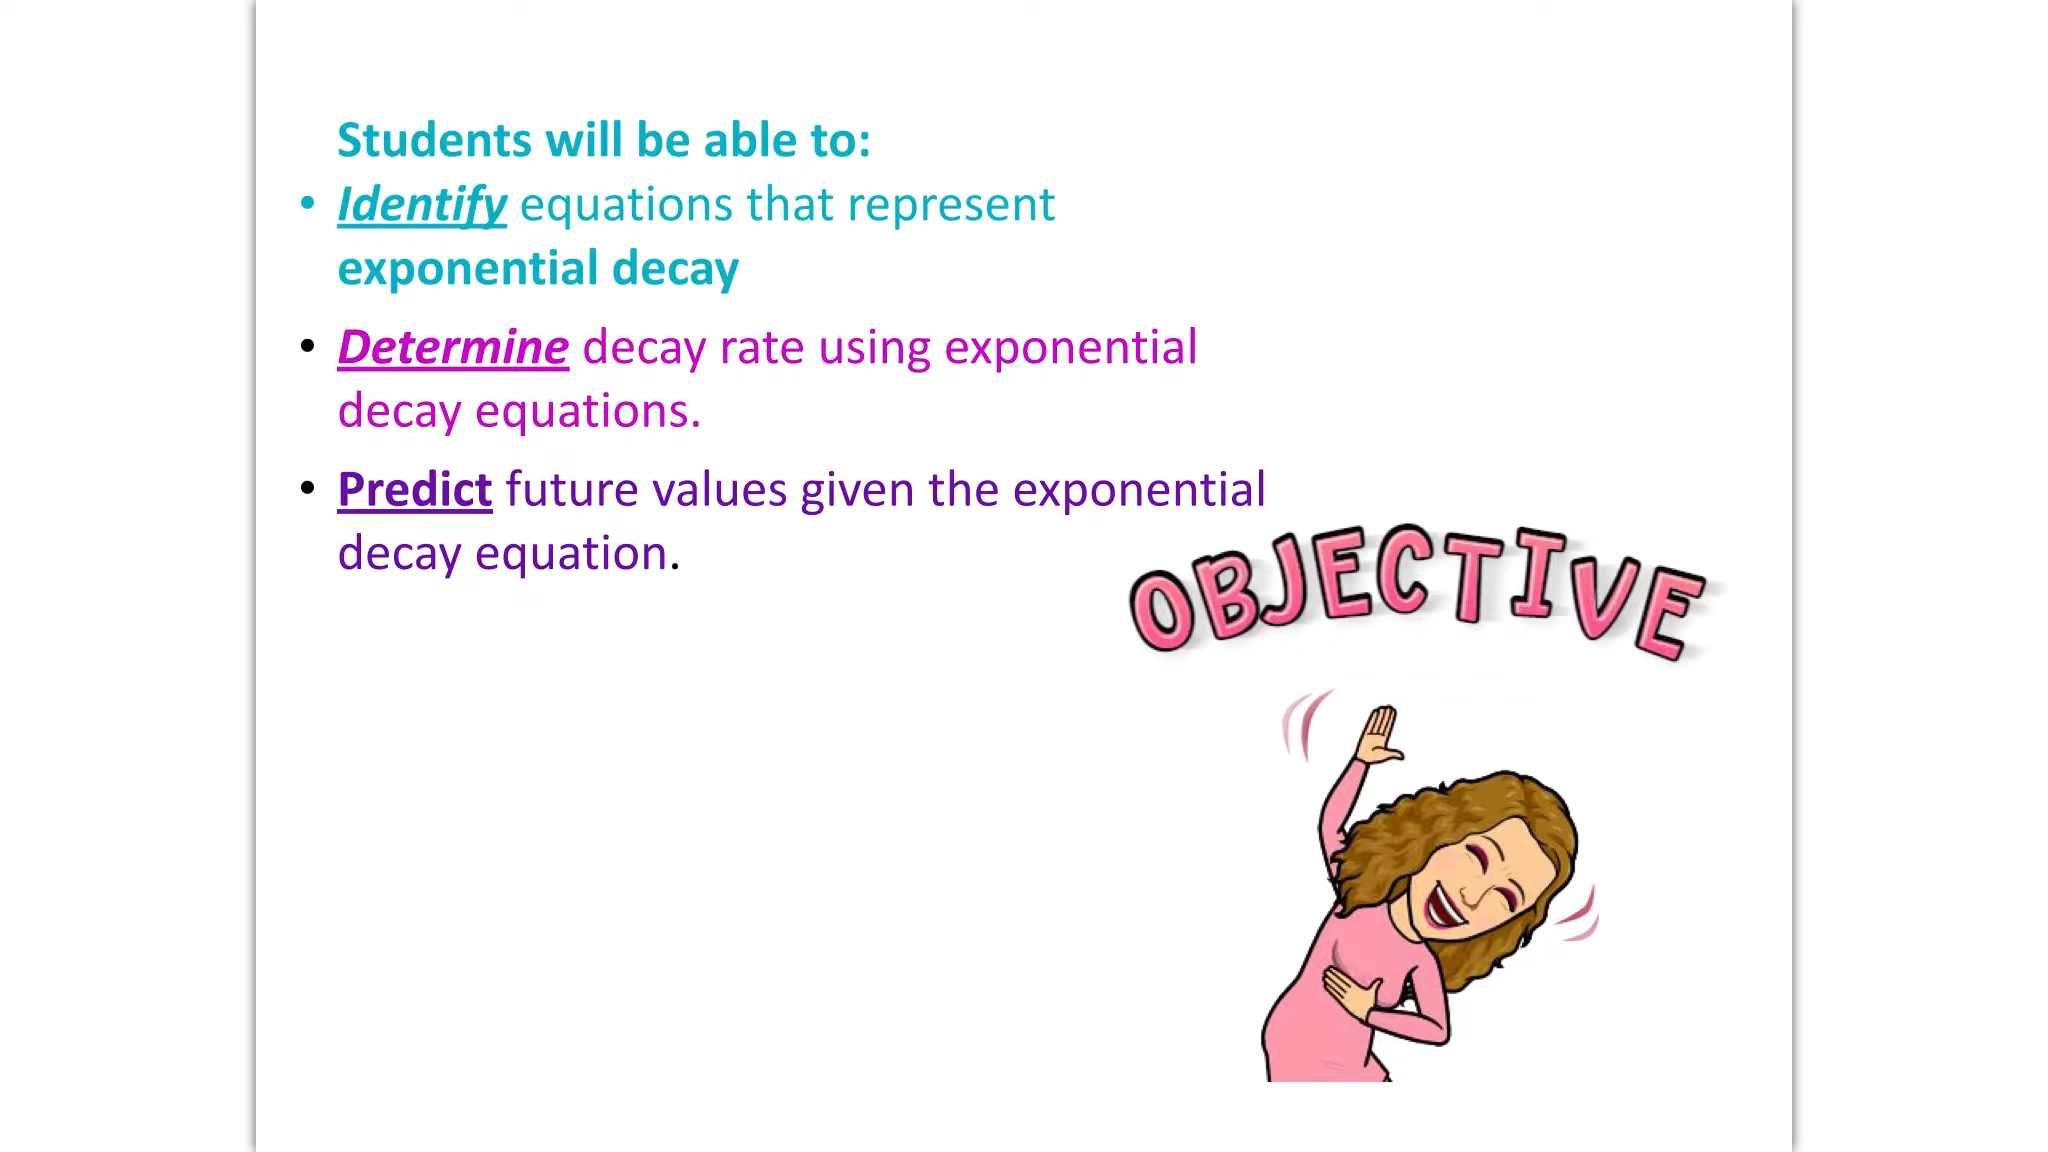 Students will be able to:
• Identify equations that represent
exponential decay
• Determine decay rate using exponential
decay equations.
• Predict future values given the exponential
decay equation.
OBJECTIVE